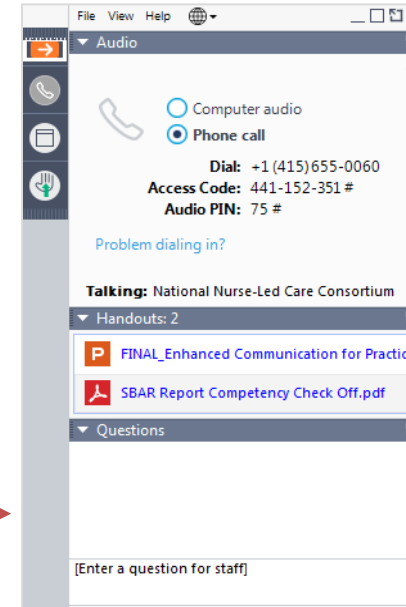 File View Help
Audio
Computer audio
Phone call
Dial: +1 (415) 655-0060
Access Code: 441-152-351 #
Audio PIN: 75 #
Problem dialing in?
Talking: National Nurse-Led Care Consortium
Handouts: 2
P FINAL_Enhanced Communication for Practic
SBAR Report Competency Check Off.pdf
Questions
[Enter a question for staff]